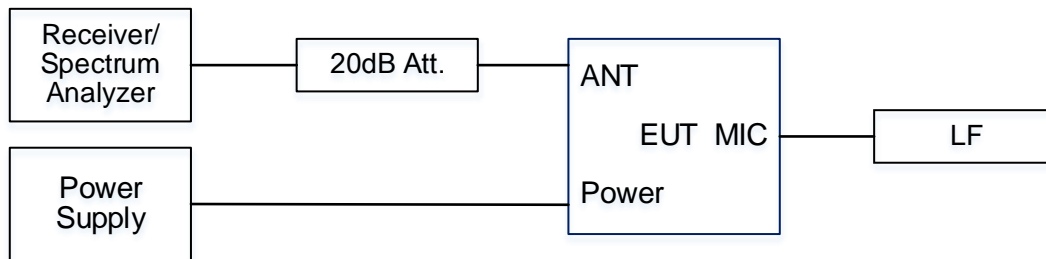 Receiver/
Spectrum
Analyzer
20dB Att.
ANT
EUT MIC
LF
Power
Power
Supply